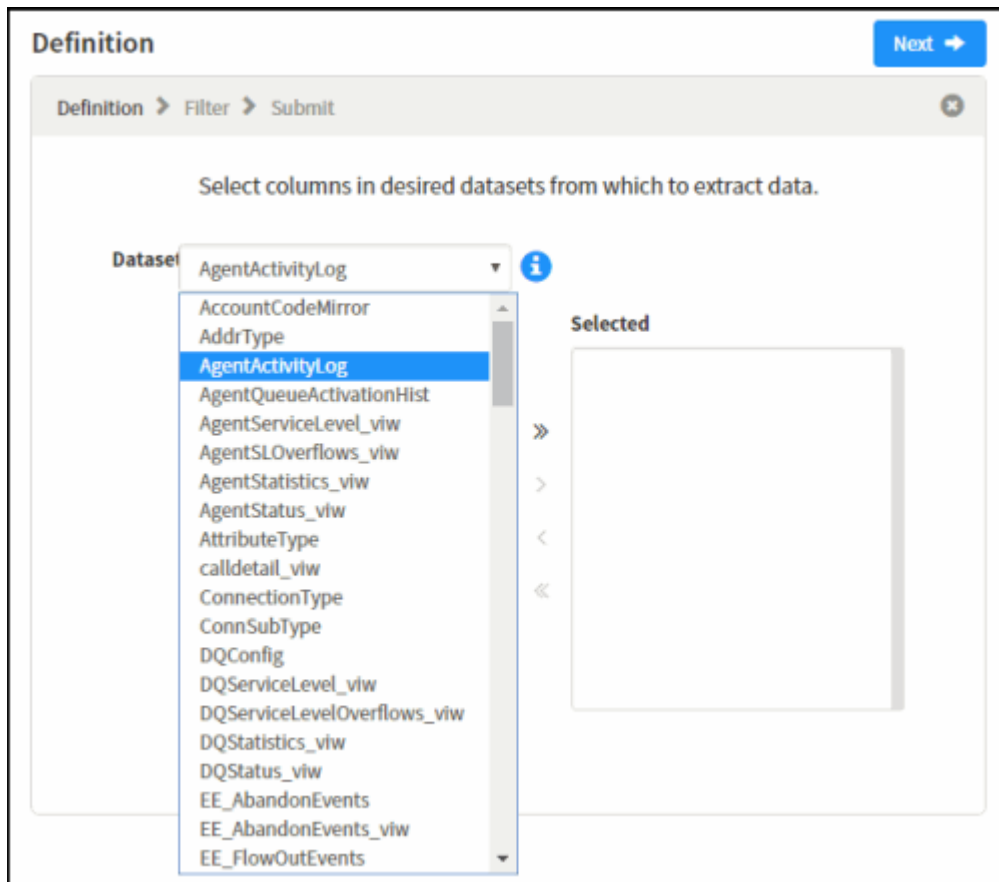 Definition
Next
Definition Filter Submit
Select columns in desired datasets from which to extract data.
Dataset
AgentActivityLog
AccountCodeMirror
AddrType
AgentActivityLog
AgentQueueActivationHist
AgentServiceLevel_viw
AgentSLOverflows_viw
AgentStatistics_viw
AgentStatus_viw
AttributeType
calldetail_viw
ConnectionType
ConnSubType
DQConfig
DQServiceLevel_viw
DQServiceLevelOverflows_viw
DQStatistics_viw
DQStatus_viw
EE_AbandonEvents
EE_AbandonEvents_viw
EE_FlowOutEvents
Selected